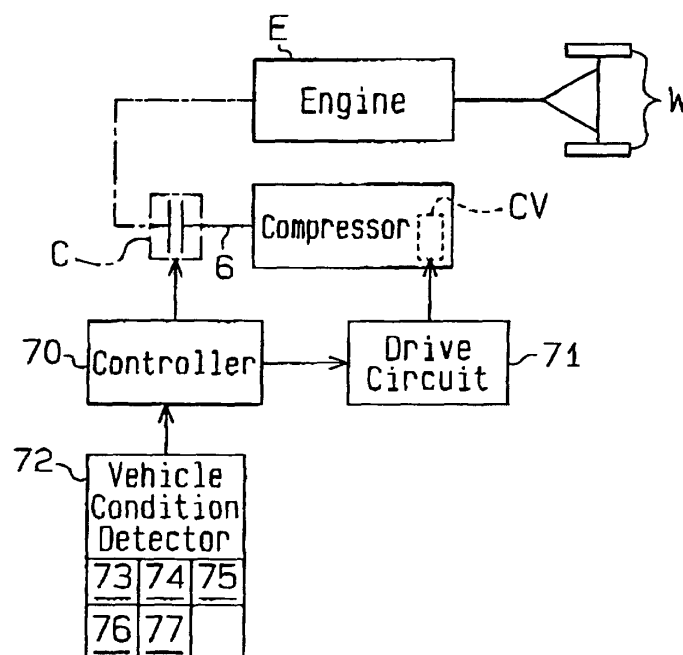 E
Engine
W
Compressor
CV
C
6
70
Controller
Drive
Circuit
71
72
Vehicle
Condition
Detector
73 74 75
76 77